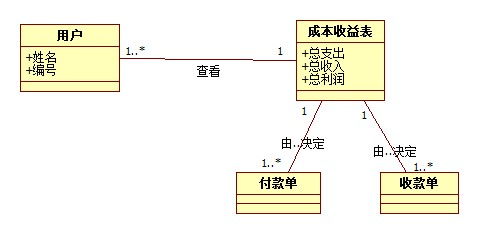 用户
+姓名
+编号
1..*
查看
1
成本收益表
+总支出
+总收入
+总利润
1
1
由..决定
由..决定
1..*
1..*
付款单
收款单